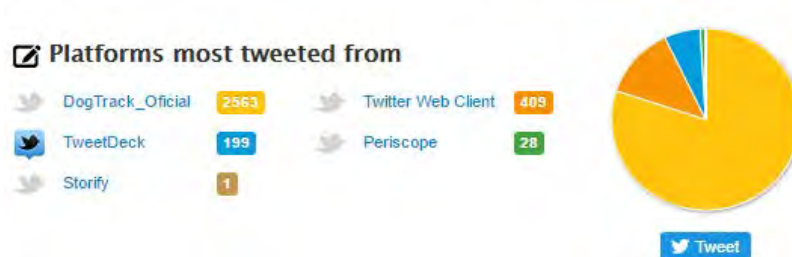 Platforms most tweeted from
DogTrack_Oficial 2563 Twitter Web Client 409
TweetDeck 199 Periscope 28
Storify 1
Tweet